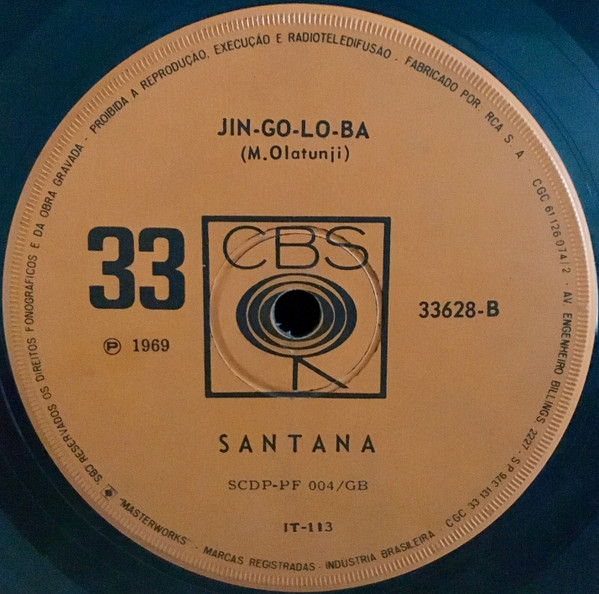 JIN-GO-LO-BA
(M.Olatunji)
33
CBS
33628-B
℗ 1969
SANTANA
SCDP-PF 004/GB
IT-113
CBS RESERVADOS OS DIREITOS FONOGRÁFICOS E DA OBRA GRAVADA - PROIBIDA A REPRODUÇÃO, EXECUÇÃO E RADIOTELEDIFUSÃO - FABRICADO POR RCA S. A. CGC 61 126 074/2 - AV. ENGENHEIRO BILLINGS, 2227, S P CGC 33 131 376
"MASTERWORKS" - MARCAS REGISTRADAS - INDÚSTRIA BRASILEIRA -